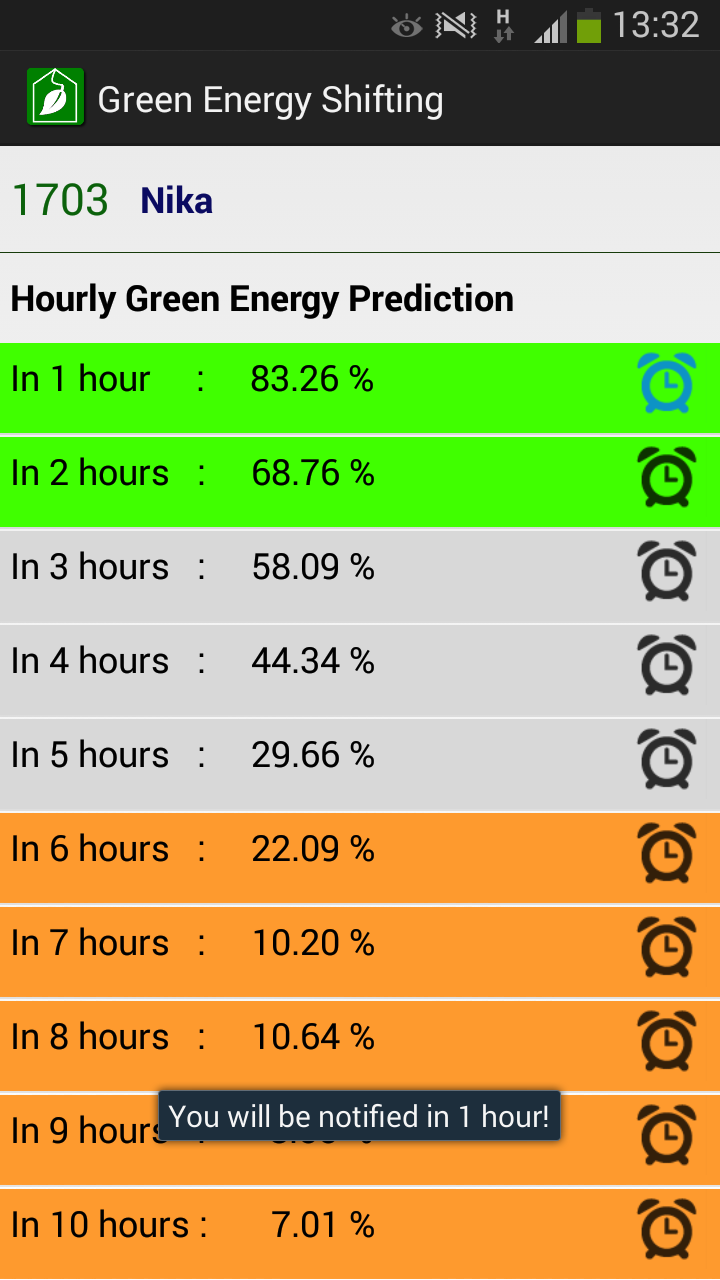 H 13:32
Green Energy Shifting
1703 Nika
Hourly Green Energy Prediction
In 1 hour : 83.26 %
In 2 hours : 68.76 %
In 3 hours : 58.09 %
In 4 hours : 44.34 %
In 5 hours : 29.66 %
In 6 hours : 22.09 %
In 7 hours : 10.20 %
In 8 hours : 10.64 %
You will be notified in 1 hour!
In 9 hours : %
In 10 hours : 7.01 %